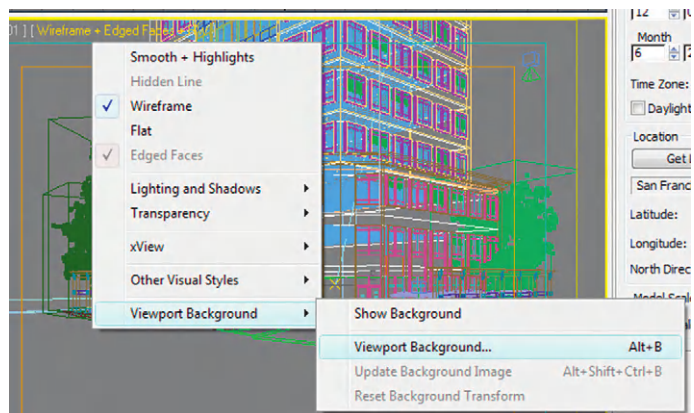 01 ] [ Wireframe + Edged Faces
Smooth + Highlights
Hidden Line
Wireframe
Flat
Edged Faces
Lighting and Shadows
Transparency
xView
Other Visual Styles
Viewport Background
Show Background
Viewport Background... Alt+B
Update Background Image Alt+Shift+Ctrl+B
Reset Background Transform
12
Month
6
Time Zone:
Daylight
Location
Get
San Franc
Latitude:
Longitude:
North Direc
Model Scal